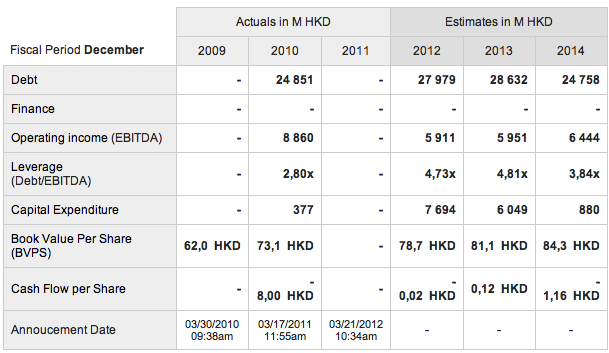 Actuals in M HKD Estimates in M HKD
Fiscal Period December 2009 2010 2011 2012 2013 2014
Debt - 24 851 - 27 979 28 632 24 758
Finance - - - - - -
Operating income (EBITDA) - 8 860 - 5 911 5 951 6 444
Leverage
(Debt/EBITDA) - 2,80x - 4,73x 4,81x 3,84x
Capital Expenditure - 377 - 7 694 6 049 880
Book Value Per Share
(BVPS) 62,0 HKD 73,1 HKD - 78,7 HKD 81,1 HKD 84,3 HKD
Cash Flow per Share - -
8,00 HKD - -
0,02 HKD 0,12 HKD -
1,16 HKD
Annoucement Date 03/30/2010
09:38am 03/17/2011
11:55am 03/21/2012
10:34am - - -